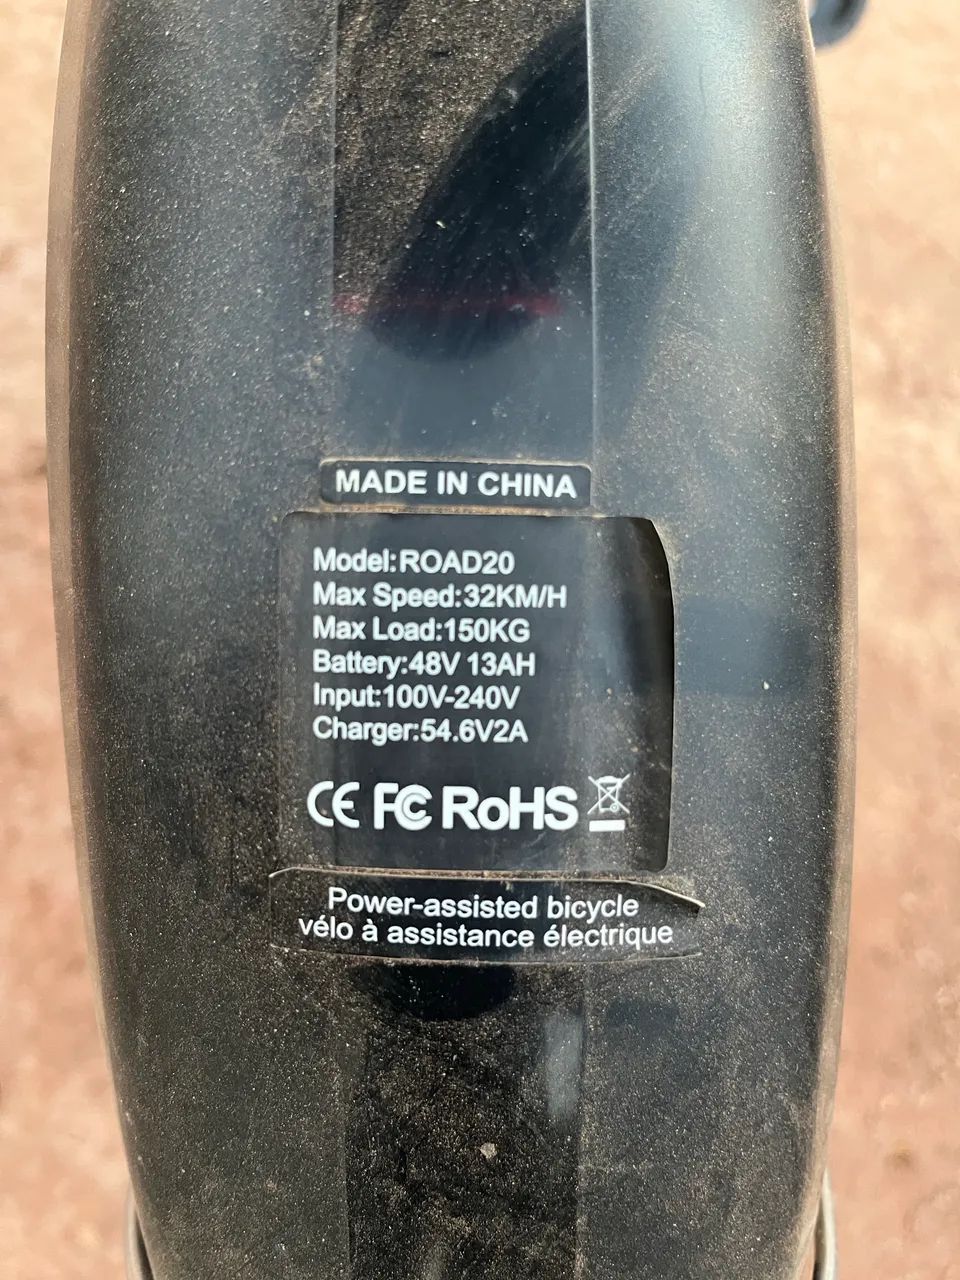 MADE IN CHINA
Model:ROAD20
Max Speed:32KM/H
Max Load:150KG
Battery:48V 13AH
Input:100V-240V
Charger:54.6V2A
CE FC RoHS
Power-assisted bicycle
vélo à assistance électrique